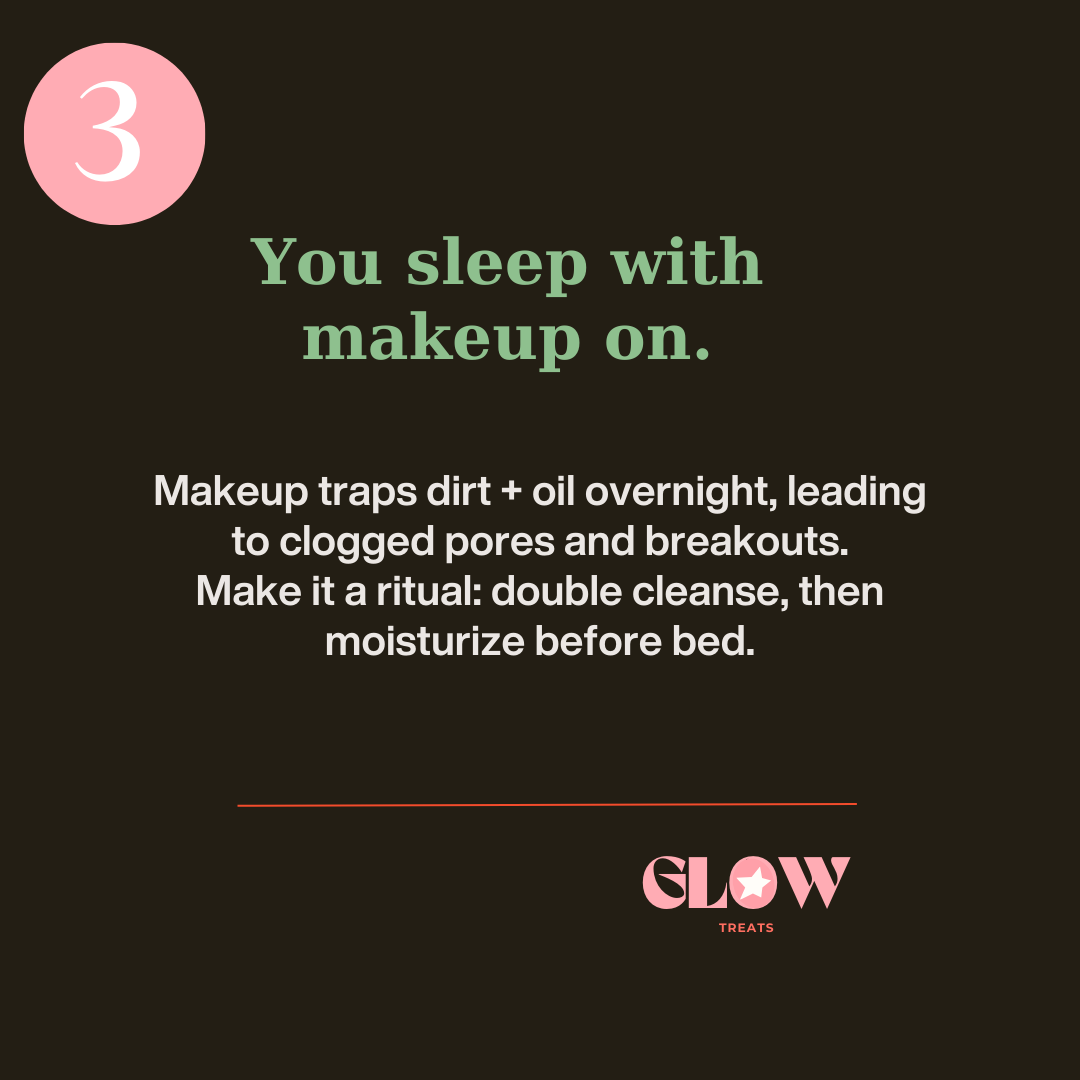 3
You sleep with
makeup on.
Makeup traps dirt + oil overnight, leading
to clogged pores and breakouts.
Make it a ritual: double cleanse, then
moisturize before bed.
GLOW
TREATS